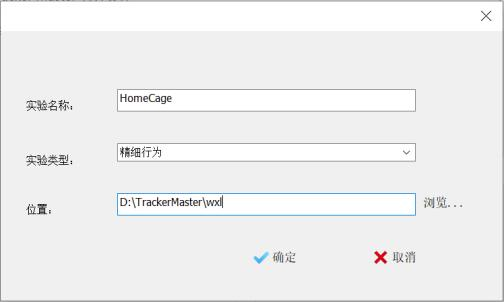 实验名称： HomeCage
实验类型： 精细行为
位置： D:\TrackerMaster\wxl 浏览...
确定 取消